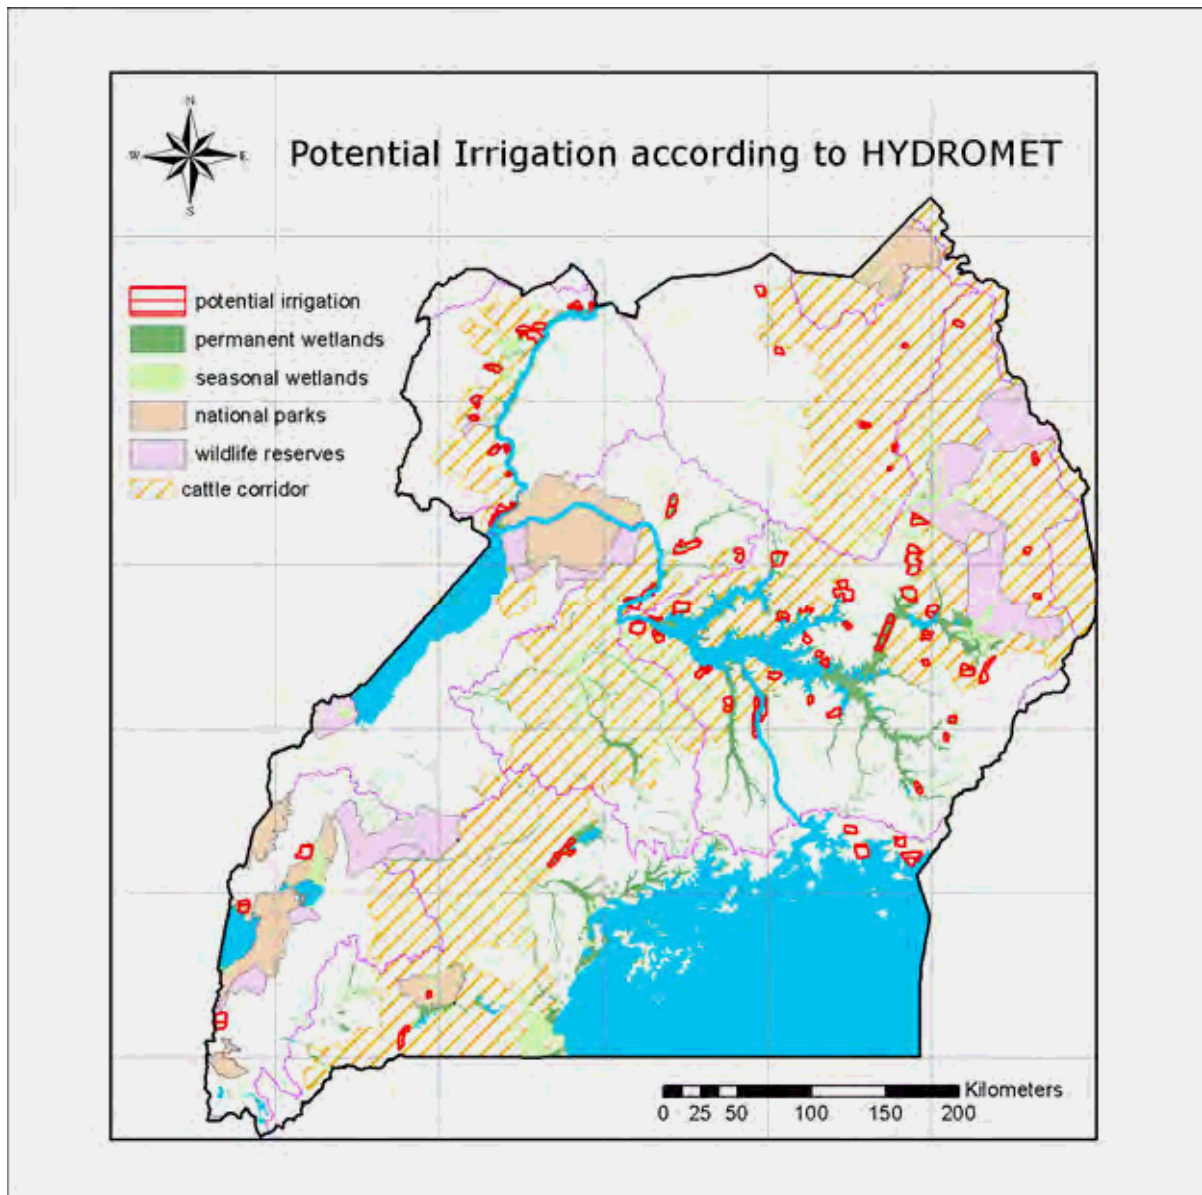 N
W E
S
Potential Irrigation according to HYDROMET
potential irrigation
permanent wetlands
seasonal wetlands
national parks
wildlife reserves
cattle corridor
Kilometers
0 25 50 100 150 200